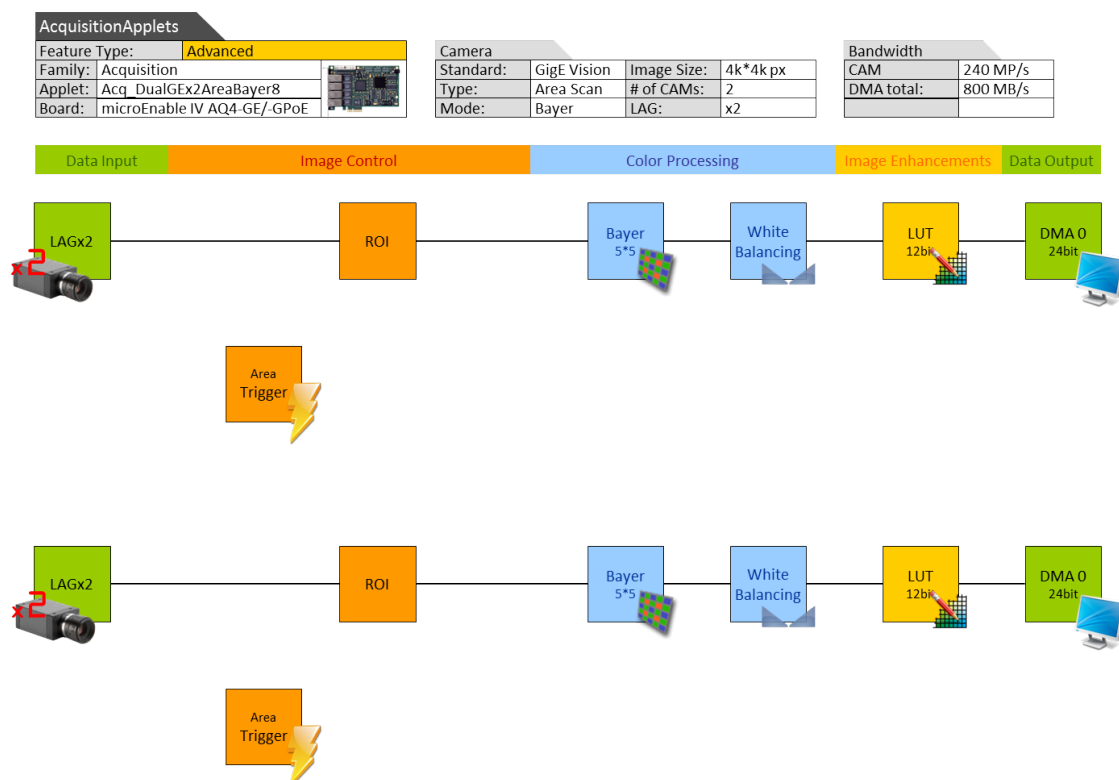 AcquisitionApplets
Feature Type: Advanced
Family: Acquisition
Applet: Acq_DualGEx2AreaBayer8
Board: microEnable IV AQ4-GE/-GPoE
Camera
Standard: GigE Vision Image Size: 4k*4k px
Type: Area Scan # of CAMs: 2
Mode: Bayer LAG: x2
Bandwidth
CAM 240 MP/s
DMA total: 800 MB/s
Data Input Image Control Color Processing Image Enhancements Data Output
LAGx2
x2
ROI
Bayer
5*5
White
Balancing
LUT
12bit
DMA 0
24bit
Area
Trigger
LAGx2
x2
ROI
Bayer
5*5
White
Balancing
LUT
12bit
DMA 0
24bit
Area
Trigger